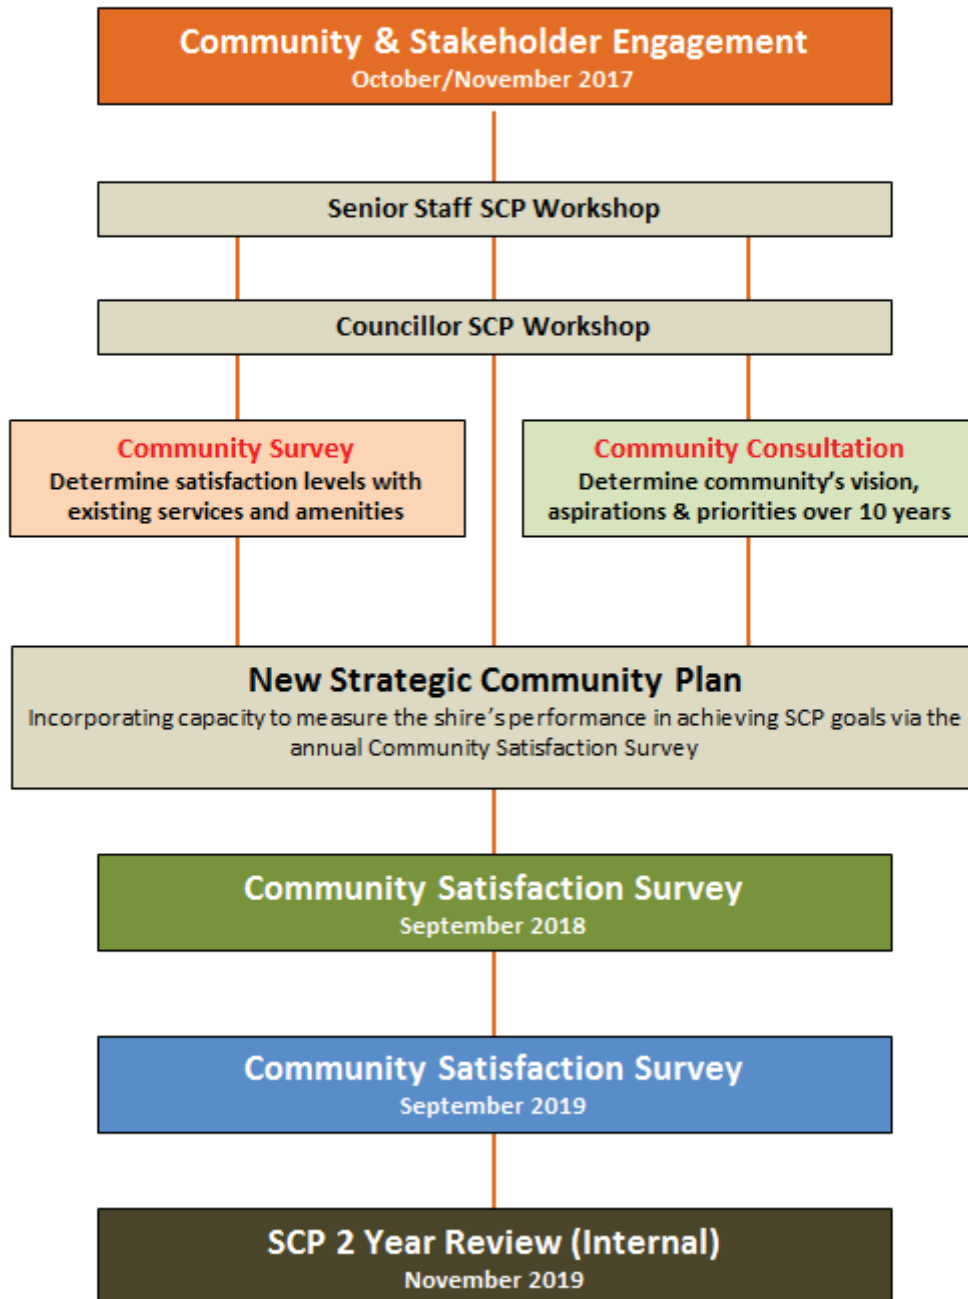 Community & Stakeholder Engagement
October/November 2017
Senior Staff SCP Workshop
Councillor SCP Workshop
Community Survey
Determine satisfaction levels with
existing services and amenities
Community Consultation
Determine community's vision,
aspirations & priorities over 10 years
New Strategic Community Plan
Incorporating capacity to measure the shire's performance in achieving SCP goals via the
annual Community Satisfaction Survey
Community Satisfaction Survey
September 2018
Community Satisfaction Survey
September 2019
SCP 2 Year Review (Internal)
November 2019